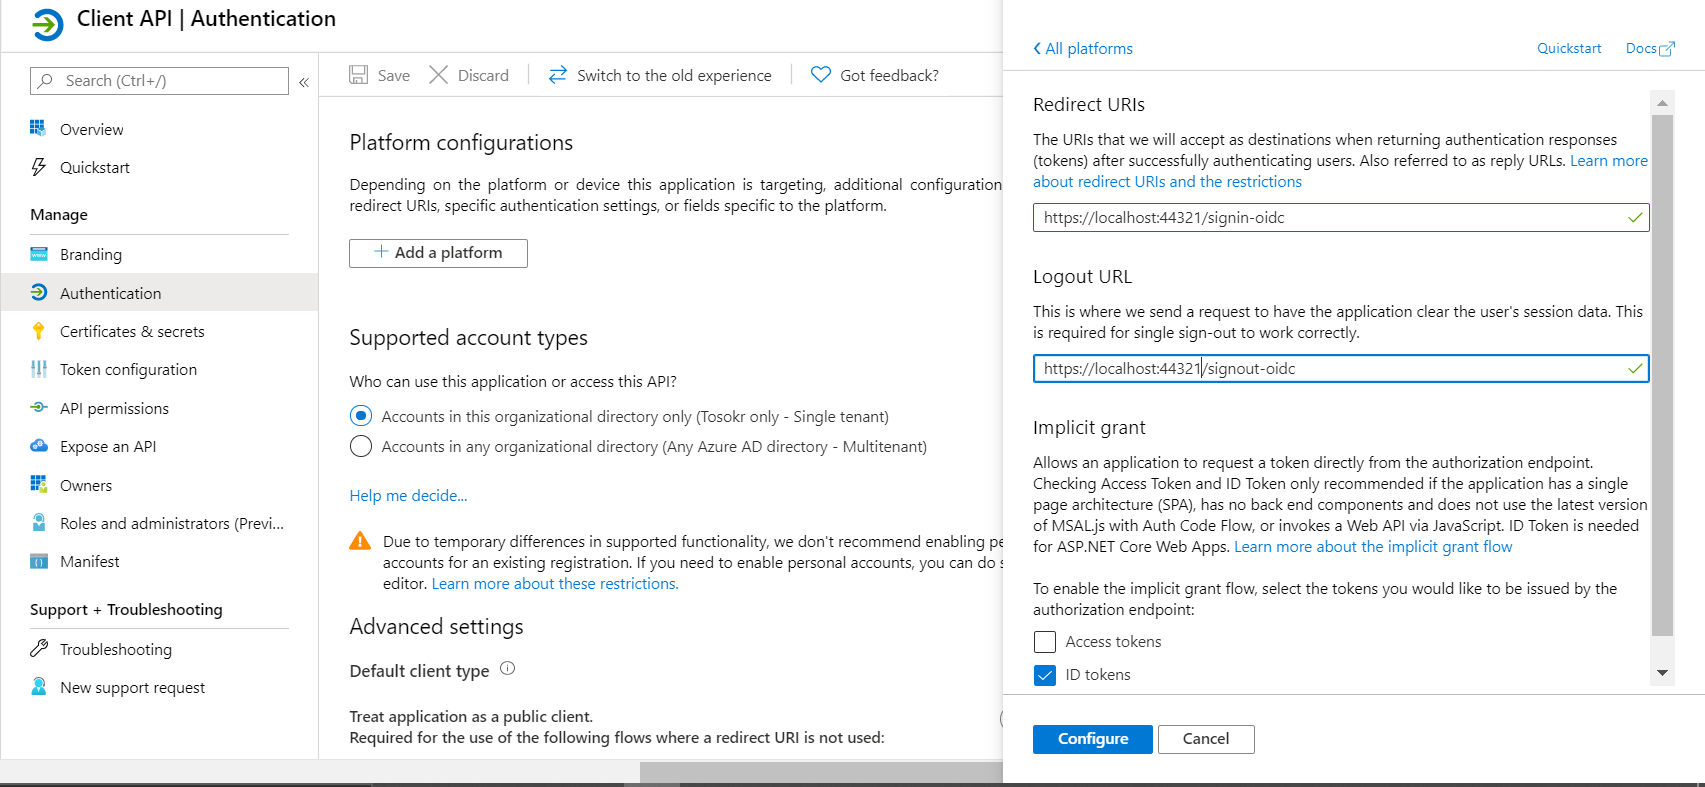 Client API | Authentication
Search (Ctrl+/)
«
Overview
Quickstart
Manage
Branding
Authentication
Certificates & secrets
Token configuration
API permissions
Expose an API
Owners
Roles and administrators (Previ...
Manifest
Support + Troubleshooting
Troubleshooting
New support request
Save
Discard
Switch to the old experience
Got feedback?
Platform configurations
Depending on the platform or device this application is targeting, additional configuration
redirect URIs, specific authentication settings, or fields specific to the platform.
Add a platform
Supported account types
Who can use this application or access this API?
Accounts in this organizational directory only (Tosokr only - Single tenant)
Accounts in any organizational directory (Any Azure AD directory - Multitenant)
Help me decide...
Due to temporary differences in supported functionality, we don't recommend enabling pe
accounts for an existing registration. If you need to enable personal accounts, you can do s
editor. Learn more about these restrictions.
Advanced settings
Default client type
Treat application as a public client.
Required for the use of the following flows where a redirect URI is not used:
All platforms
Quickstart
Docs
Redirect URIs
The URIs that we will accept as destinations when returning authentication responses
(tokens) after successfully authenticating users. Also referred to as reply URLs. Learn more
about redirect URIs and the restrictions
https://localhost:44321/signin-oidc
Logout URL
This is where we send a request to have the application clear the user's session data. This
is required for single sign-out to work correctly.
https://localhost:44321/signout-oidc
Implicit grant
Allows an application to request a token directly from the authorization endpoint.
Checking Access Token and ID Token only recommended if the application has a single
page architecture (SPA), has no back end components and does not use the latest version
of MSAL.js with Auth Code Flow, or invokes a Web API via JavaScript. ID Token is needed
for ASP.NET Core Web Apps. Learn more about the implicit grant flow
To enable the implicit grant flow, select the tokens you would like to be issued by the
authorization endpoint:
Access tokens
ID tokens
Configure
Cancel